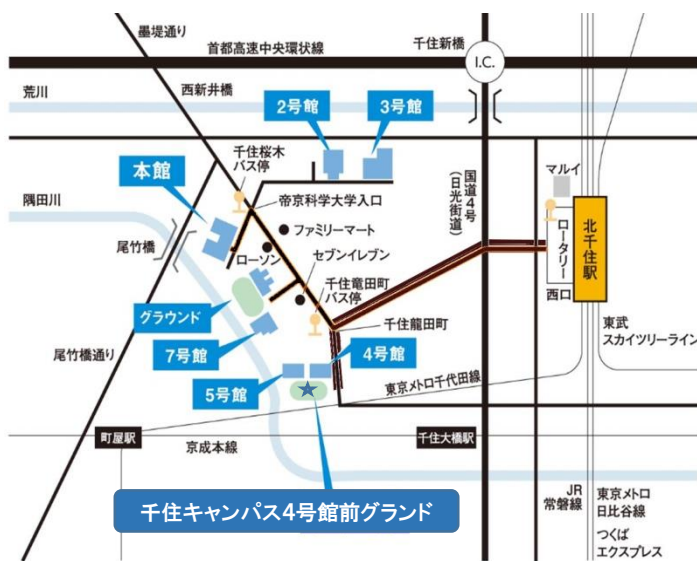 墨堤通り
首都高速中央環状線
千住新橋
I.C.
荒川
西新井橋
2号館
3号館
千住桜木
バス停
本館
国道4号
(日光街道)
マルイ
隅田川
帝京科学大学入口
ファミリーマート
尾竹橋
ローソン
セブンイレブン
ロータリー
北千住駅
千住竜田町
バス停
西口
グラウンド
千住龍田町
東武
スカイツリーライン
7号館
尾竹橋通り
4号館
5号館
東京メトロ千代田線
町屋駅
京成本線
千住大橋駅
千住キャンパス4号館前グランド
JR
常磐線
東京メトロ
日比谷線
つくば
エクスプレス